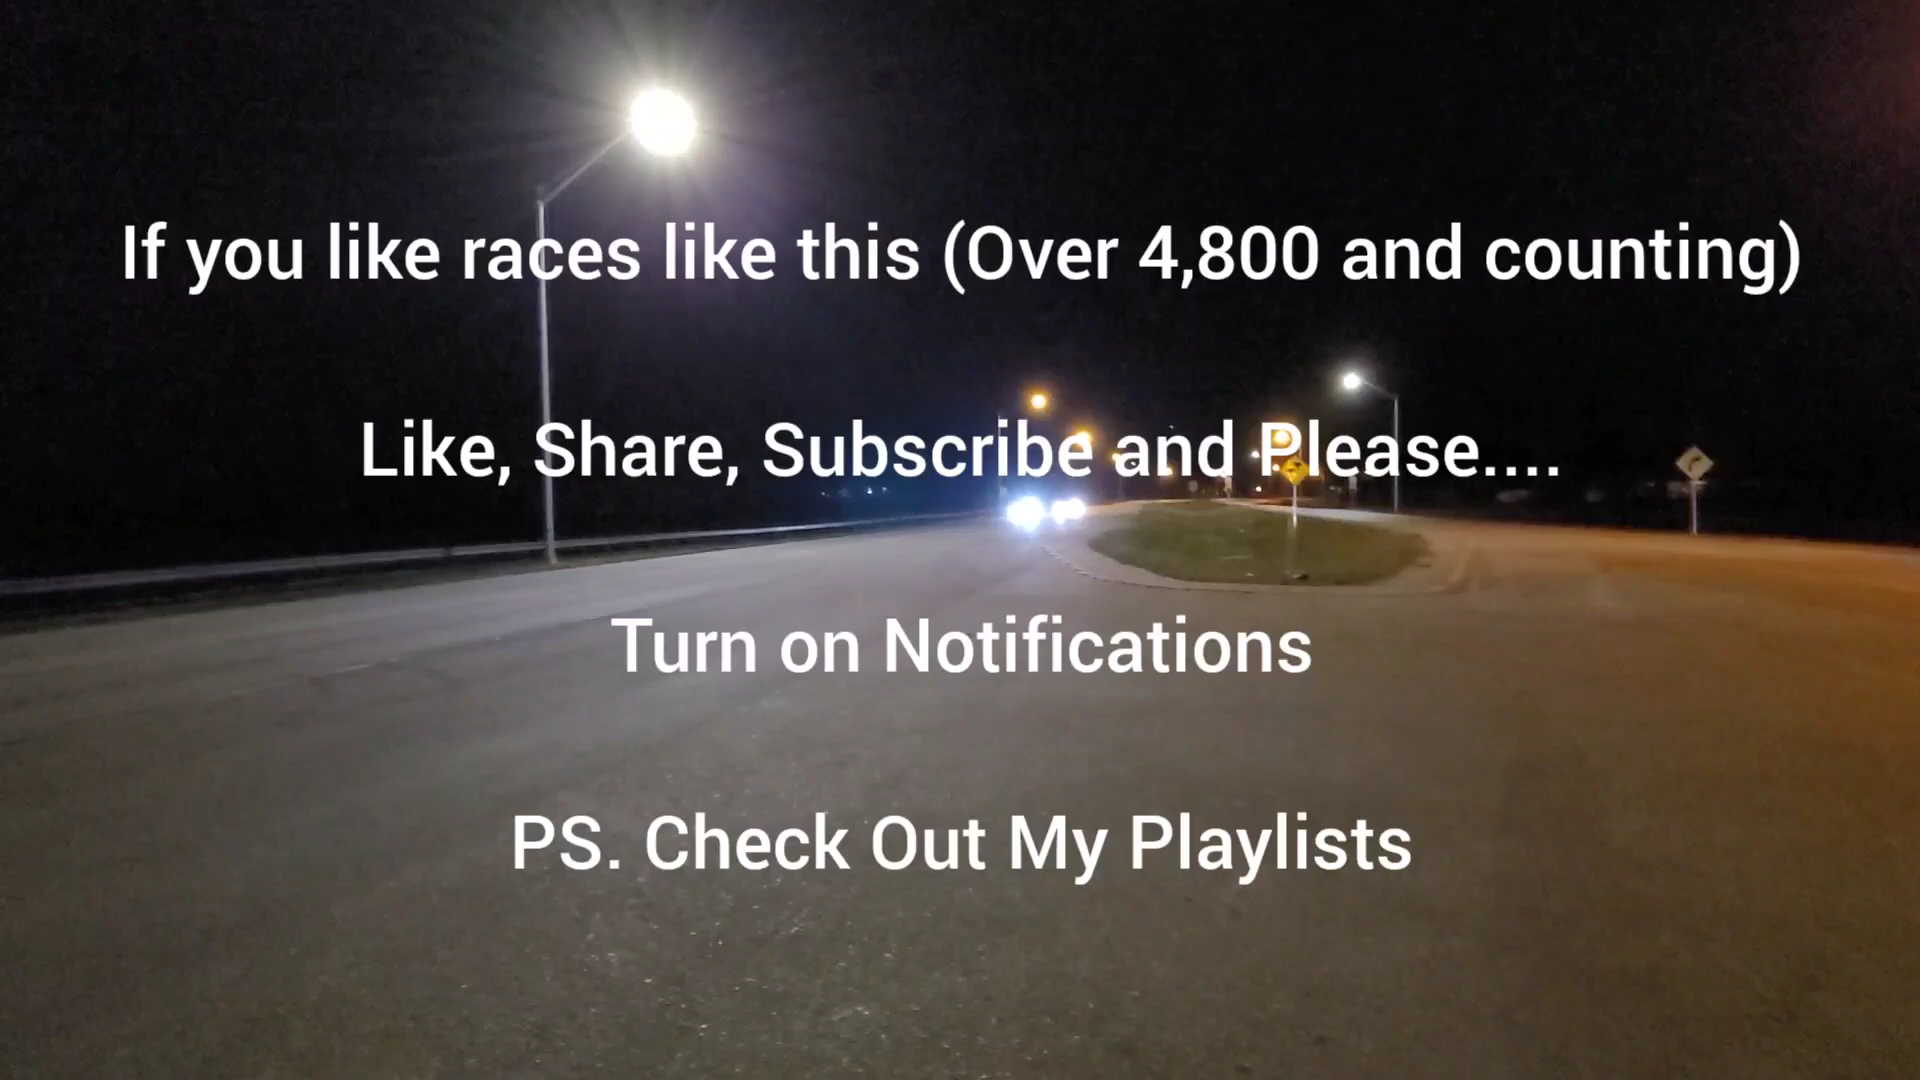 If you like races like this (Over 4,800 and counting)
Like, Share, Subscribe and Please....
Turn on Notifications
PS. Check Out My Playlists